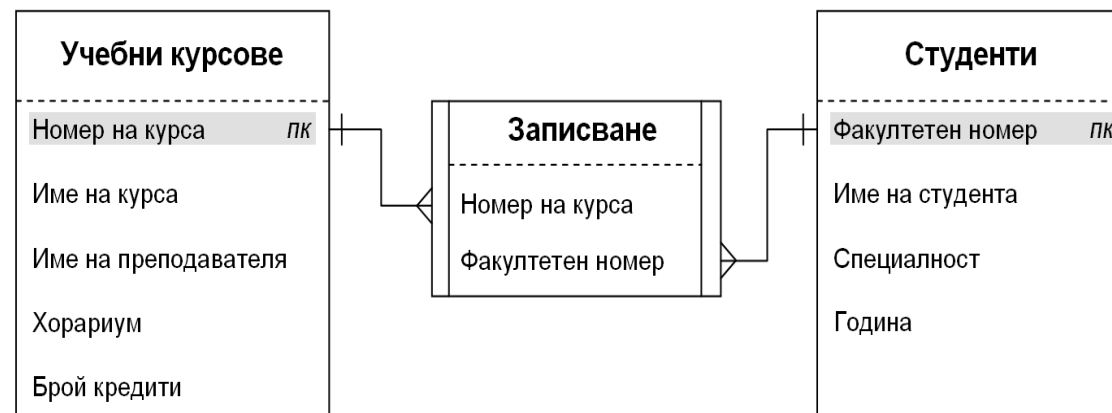 Учебни курсове
Номер на курса пк
Име на курса
Име на преподавателя
Хорариум
Брой кредити
Записване
Номер на курса
Факултетен номер
Студенти
Факултетен номер пк
Име на студента
Специалност
Година